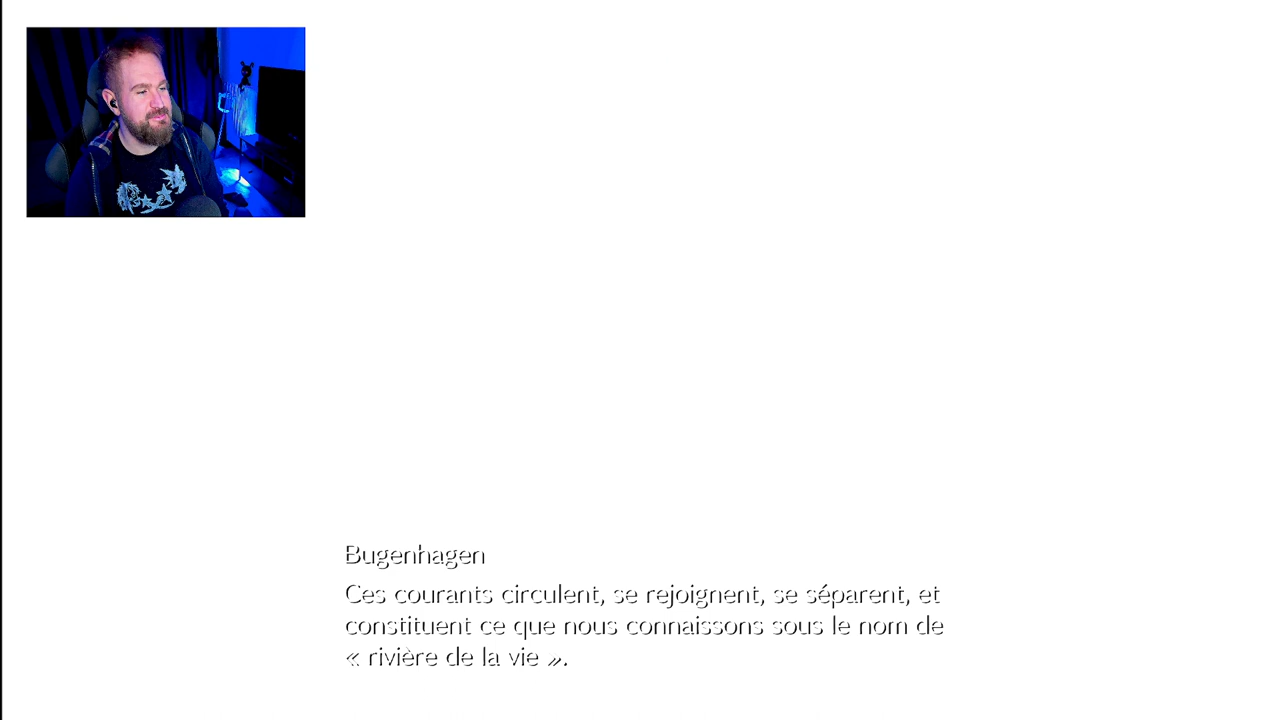 Bugenhagen
Ces courants circulent, se rejoignent, se séparent, et
constituent ce que nous connaissons sous le nom de
« rivière de la vie ».